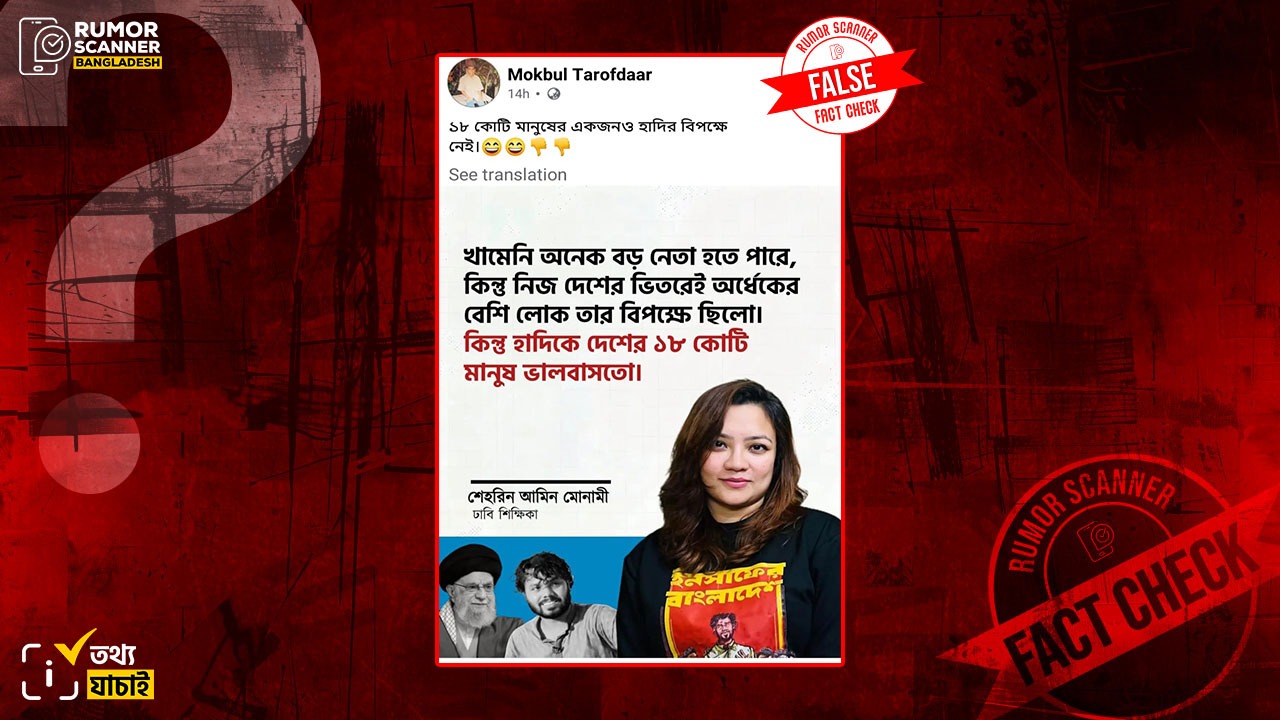 RUMOR
SCANNER
BANGLADESH
RUMOR SCANNER
FALSE
FACT CHECK
Mokbul Tarofdaar
14h
১৮ কোটি মানুষের একজনও হাদির বিপক্ষে
নেই।😄😄👎👎
See translation
খামেনি অনেক বড় নেতা হতে পারে,
কিন্তু নিজ দেশের ভিতরেই অর্ধেকের
বেশি লোক তার বিপক্ষে ছিলো।
কিন্তু হাদিকে দেশের ১৮ কোটি
মানুষ ভালবাসতো।
শেহরিন আমিন মোনামী
ঢাবি শিক্ষিকা
ইনসাফের
বাংলাদেশ
RUMOR SCANNER
FACT CHECK
তথ্য
যাচাই